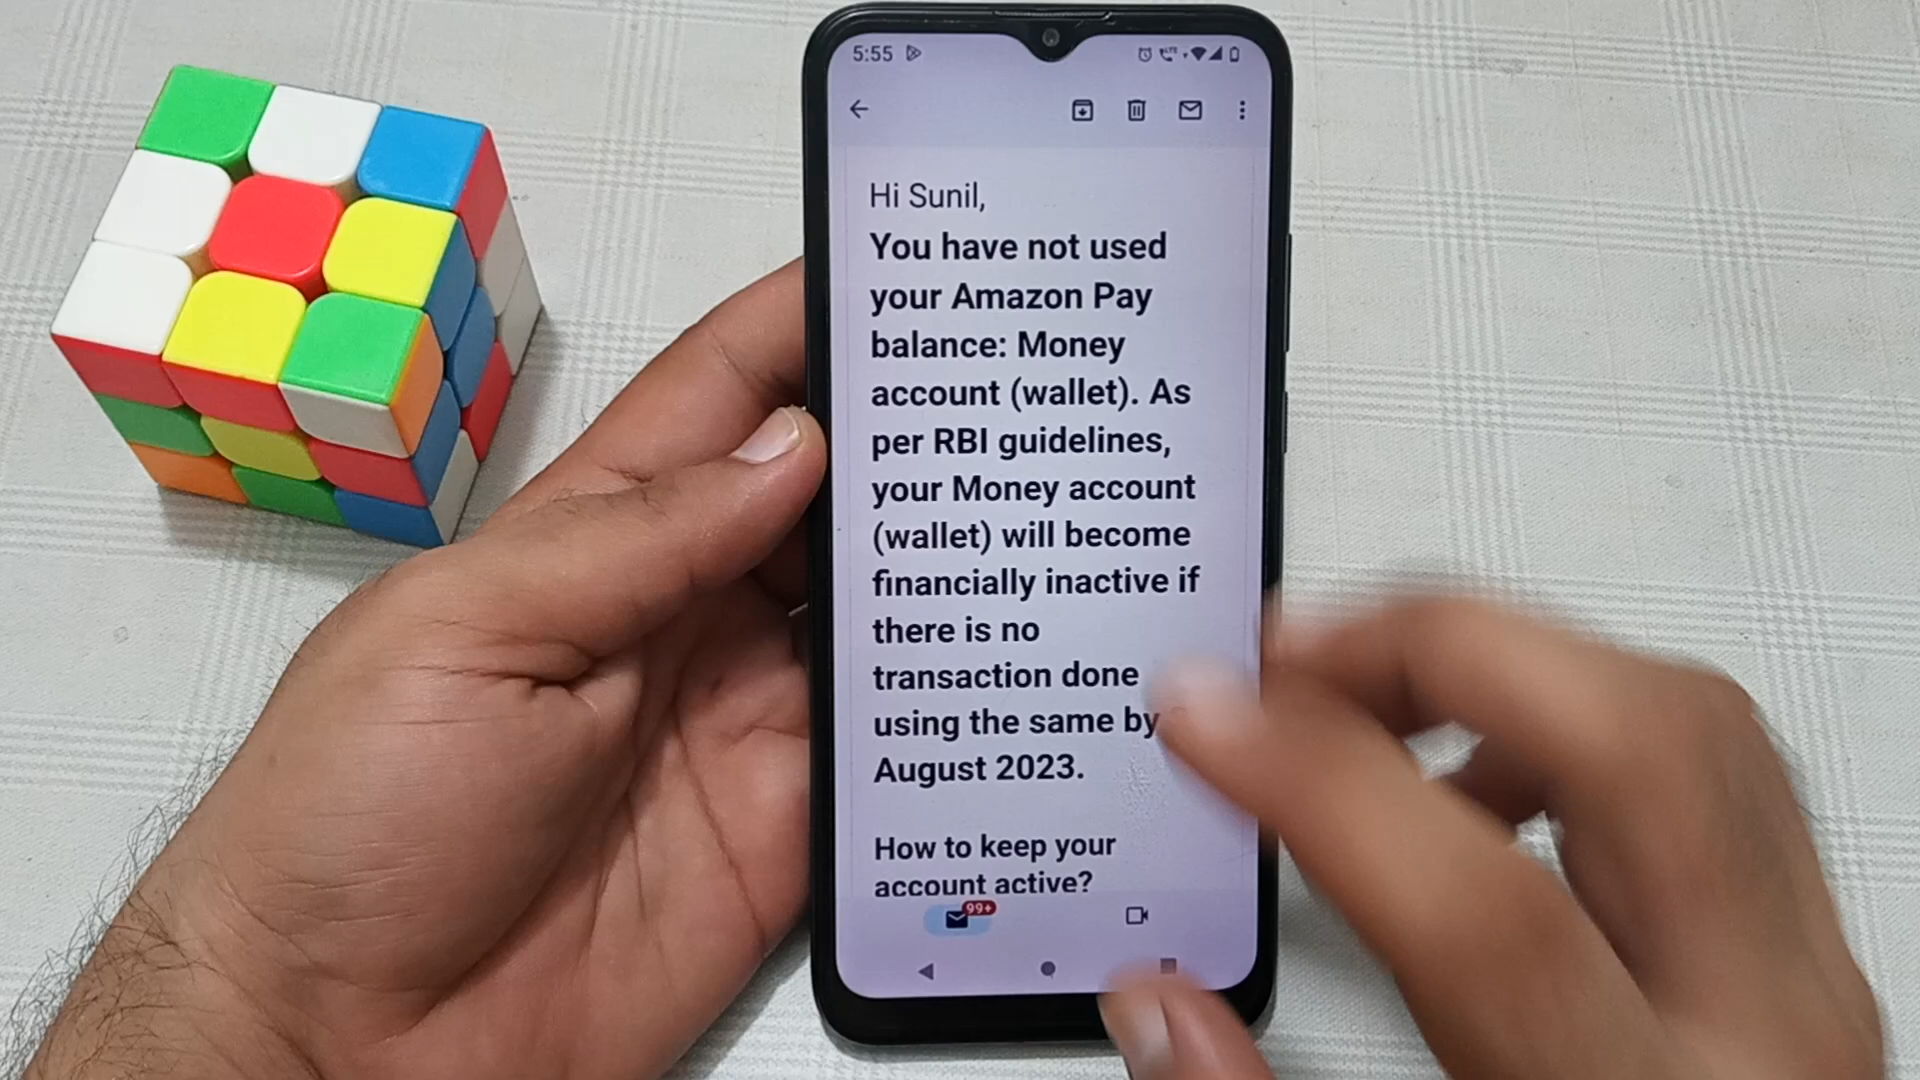 5:55
Hi Sunil,
You have not used
your Amazon Pay
balance: Money
account (wallet). As
per RBI guidelines,
your Money account
(wallet) will become
financially inactive if
there is no
transaction done
using the same by
August 2023.
How to keep your
account active?
99+